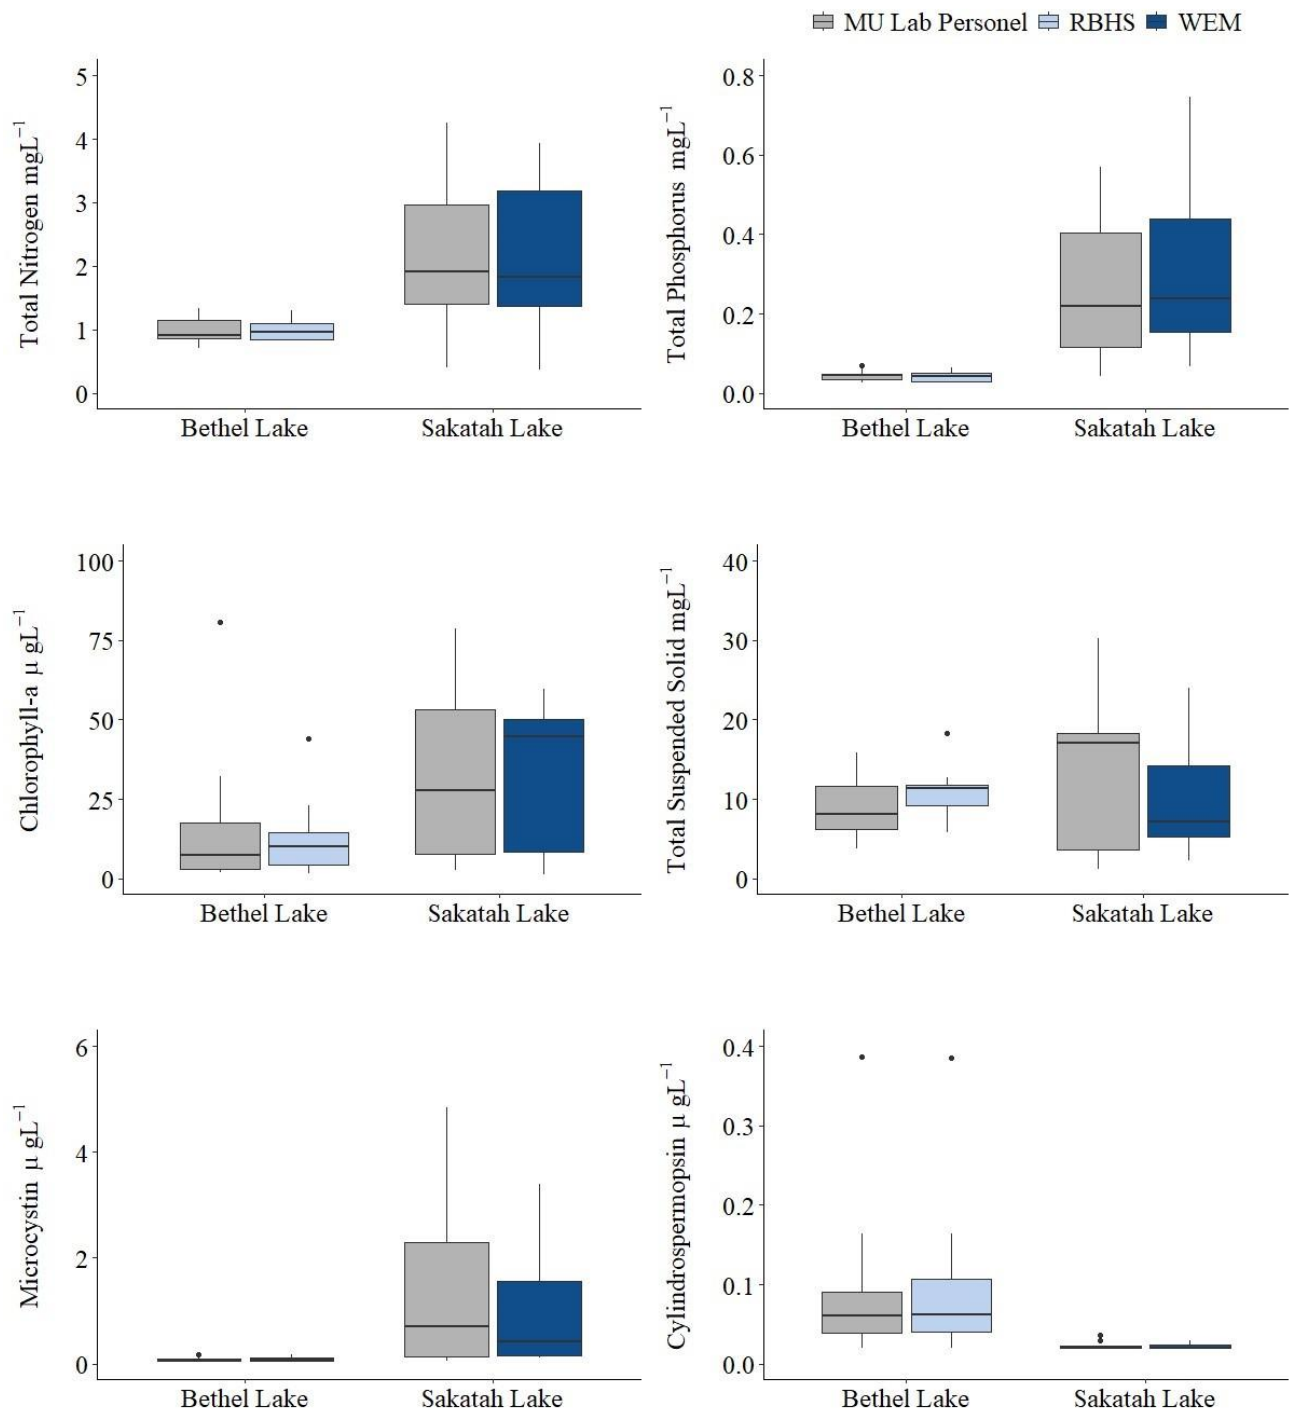 MU Lab Personel RBHS WEM
Total Nitrogen mgL⁻¹
5
4
3
2
1
0
Bethel Lake Sakatah Lake
Total Phosphorus mgL⁻¹
0.8
0.6
0.4
0.2
0.0
Bethel Lake Sakatah Lake
Chlorophyll-a µ gL⁻¹
100
75
50
25
0
Bethel Lake Sakatah Lake
Total Suspended Solid mgL⁻¹
40
30
20
10
0
Bethel Lake Sakatah Lake
Microcystin µ gL⁻¹
6
4
2
0
Bethel Lake Sakatah Lake
Cylindrospermopsin µ gL⁻¹
0.4
0.3
0.2
0.1
0.0
Bethel Lake Sakatah Lake